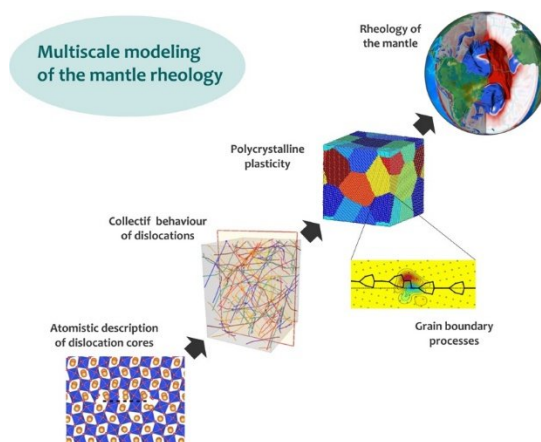 Multiscale modeling
of the mantle rheology
Rheology of
the mantle
Polycrystalline
plasticity
Collectif behaviour
of dislocations
Grain boundary
processes
Atomistic description
of dislocation cores